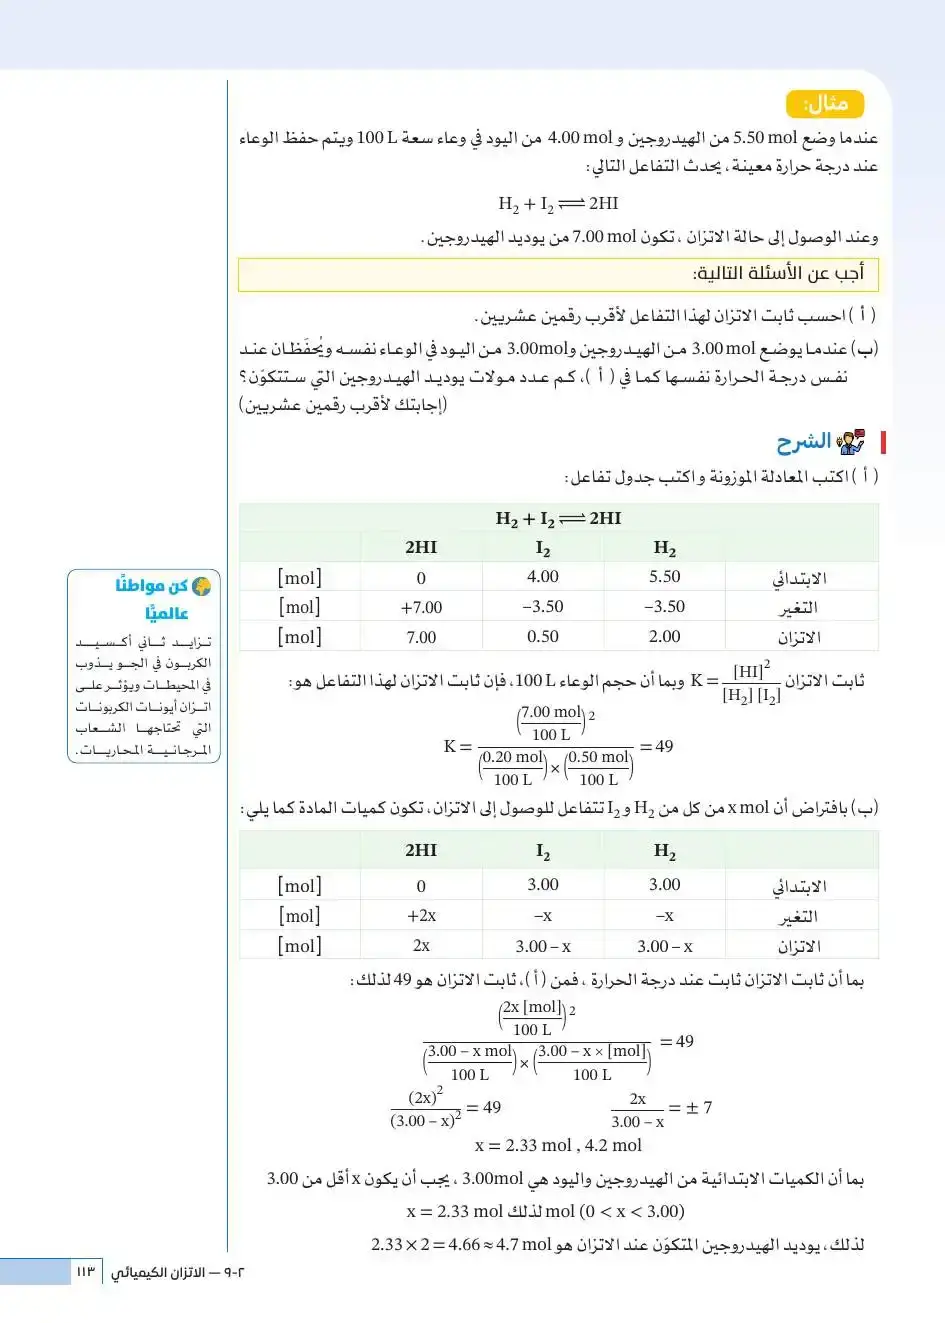 مثال:
عندما وضع 5.50 mol من الهيدروجين و 4.00 mol من اليود في وعاء سعة 100 L ويتم حفظ الوعاء
عند درجة حرارة معينة، يحدث التفاعل التالي:
H₂ + I₂ ⇌ 2HI
وعند الوصول إلى حالة الاتزان ، تكون 7.00 mol من يوديد الهيدروجين .
أجب عن الأسئلة التالية:
( أ ) احسب ثابت الاتزان لهذا التفاعل لأقرب رقمين عشريين .
(ب) عندما يوضع 3.00 mol من الهيدروجين و3.00mol من اليود في الوعاء نفسه ويُحفَظان عند
نفس درجة الحرارة نفسها كما في ( أ )، كم عدد مولات يوديد الهيدروجين التي ستتكوّن؟
(إجابتك لأقرب رقمين عشريين)
الشرح
( أ ) اكتب المعادلة الموزونة واكتب جدول تفاعل:
H₂ + I₂ ⇌ 2HI
H₂ I₂ 2HI
الابتدائي 5.50 4.00 0 [mol]
التغير –3.50 –3.50 +7.00 [mol]
الاتزان 2.00 0.50 7.00 [mol]
ثابت الاتزان K = [HI]² / [H₂] [I₂] وبما أن حجم الوعاء 100 L، فإن ثابت الاتزان لهذا التفاعل هو:
K = (7.00 mol / 100 L)² / (0.20 mol / 100 L) × (0.50 mol / 100 L) = 49
(ب) بافتراض أن x mol من كل من H₂ و I₂ تتفاعل للوصول إلى الاتزان، تكون كميات المادة كما يلي:
H₂ I₂ 2HI
الابتدائي 3.00 3.00 0 [mol]
التغير –x –x +2x [mol]
الاتزان 3.00 – x 3.00 – x 2x [mol]
بما أن ثابت الاتزان ثابت عند درجة الحرارة ، فمن ( أ )، ثابت الاتزان هو 49 لذلك:
(2x [mol] / 100 L)² / (3.00 – x mol / 100 L) × (3.00 – x × [mol] / 100 L) = 49
(2x)² / (3.00 – x)² = 49 2x / 3.00 – x = ± 7
x = 2.33 mol , 4.2 mol
بما أن الكميات الابتدائية من الهيدروجين واليود هي 3.00mol ، يجب أن يكون x أقل من 3.00
mol (0 < x < 3.00) لذلك x = 2.33 mol
لذلك، يوديد الهيدروجين المتكوّن عند الاتزان هو 2.33 × 2 = 4.66 ≈ 4.7 mol
كن مواطنًا
عالميًّا
تزايد ثاني أكسيد
الكربون في الجو يذوب
في المحيطات ويؤثر على
اتزان أيونات الكربونات
التي تحتاجها الشعاب
المرجانية المحاريات.
٩-٢ — الاتزان الكيميائي ١١٣